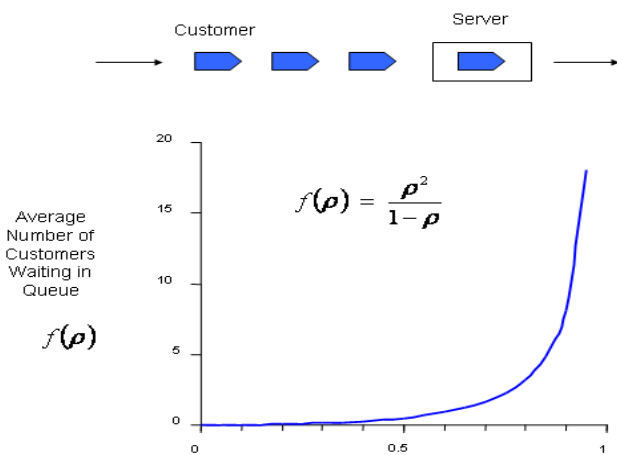 Customer
Server
20
15
10
5
0
Average
Number of
Customers
Waiting in
Queue
f(ρ)
f(ρ) = ρ² / 1 − ρ
0
0.5
1